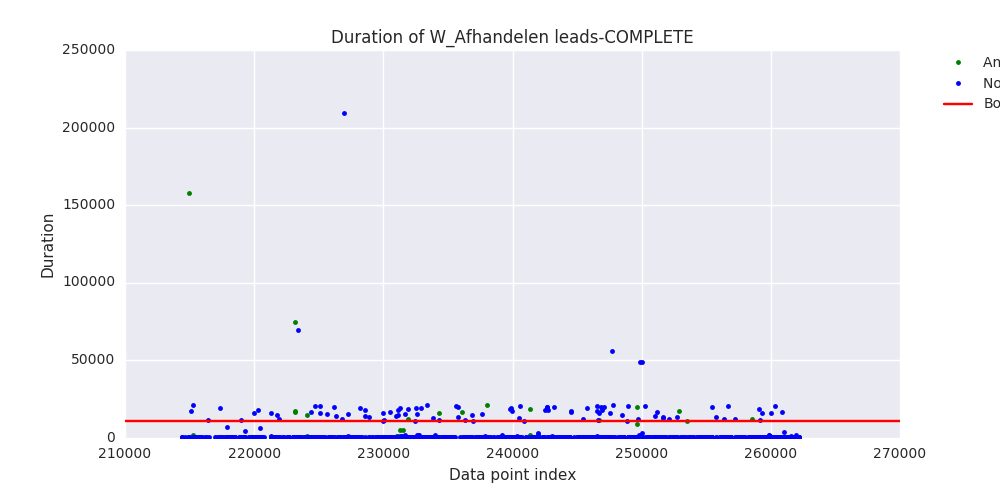 Duration of W_Afhandelen leads-COMPLETE
250000
200000
150000
100000
50000
0
Duration
210000 220000 230000 240000 250000 260000 270000
Data point index
An
No
Bo